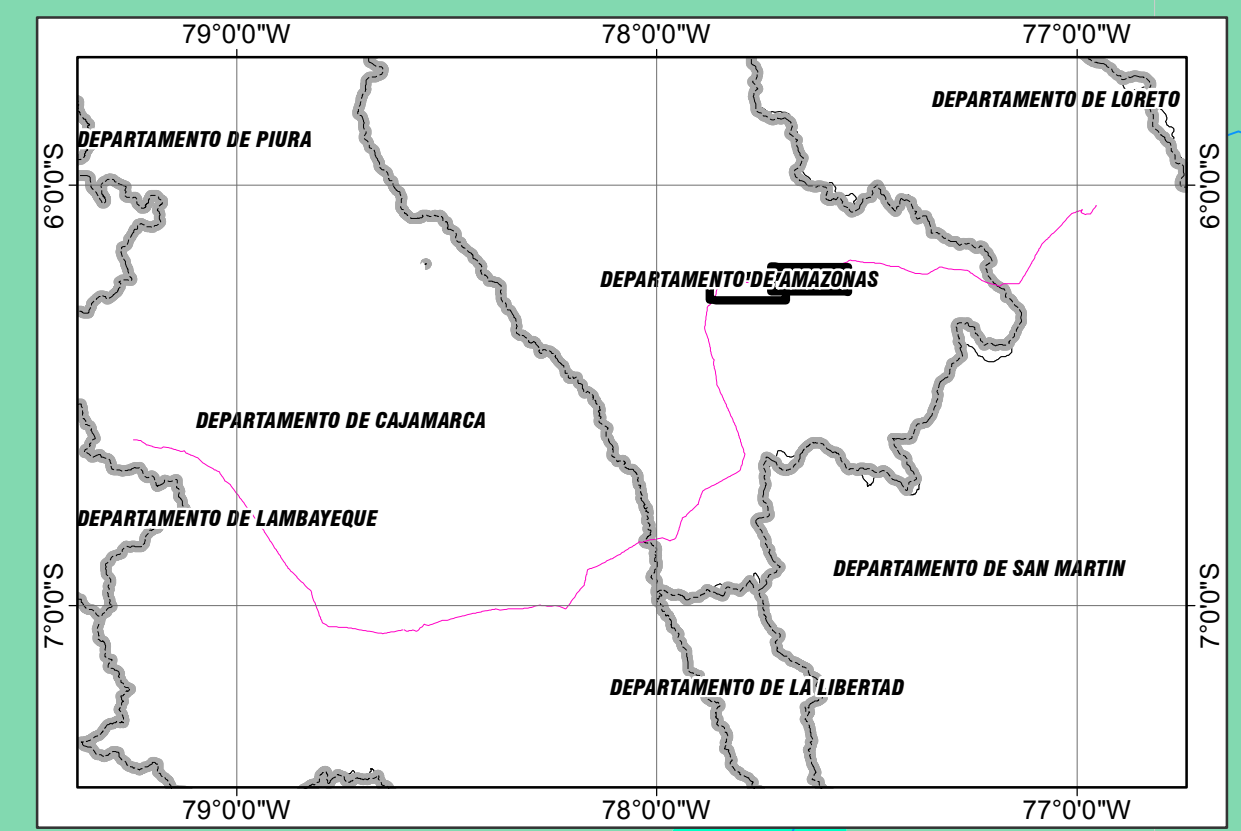 79°0'0"W 78°0'0"W 77°0'0"W
DEPARTAMENTO DE LORETO
DEPARTAMENTO DE PIURA
6°0'0"S 6°0'0"S
DEPARTAMENTO DE AMAZONAS
DEPARTAMENTO DE CAJAMARCA
DEPARTAMENTO DE LAMBAYEQUE
DEPARTAMENTO DE SAN MARTIN
7°0'0"S 7°0'0"S
DEPARTAMENTO DE LA LIBERTAD
79°0'0"W 78°0'0"W 77°0'0"W